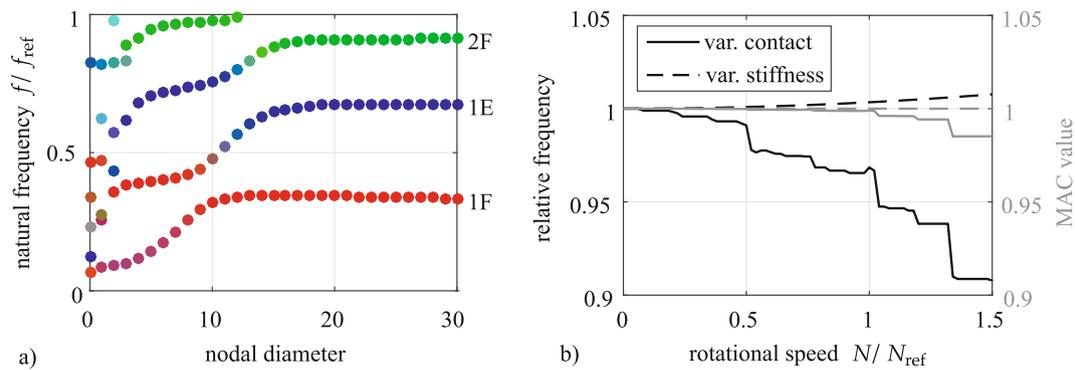 1
0.5
0
natural frequency f/ f_ref
0
10
20
30
nodal diameter
2F
1E
1F
a)
1.05
1
0.95
0.9
relative frequency
var. contact
var. stiffness
1.05
1
0.95
0.9
MAC value
0
0.5
1
1.5
rotational speed N/ N_ref
b)